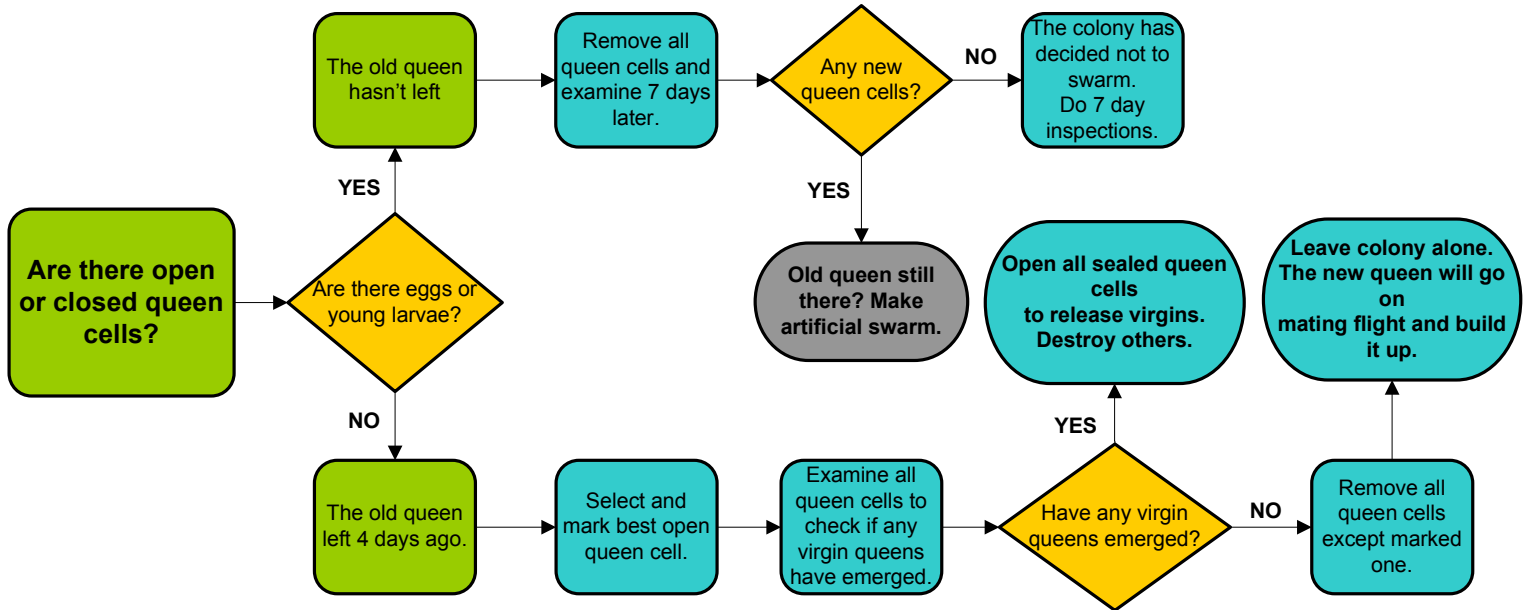 Are there open
or closed queen
cells?
Are there eggs or
young larvae?
YES
The old queen
hasn't left
Remove all
queen cells and
examine 7 days
later.
Any new
queen cells?
NO
The colony has
decided not to
swarm.
Do 7 day
inspections.
YES
Old queen still
there? Make
artificial swarm.
NO
The old queen
left 4 days ago.
Select and
mark best open
queen cell.
Examine all
queen cells to
check if any
virgin queens
have emerged.
Have any virgin
queens emerged?
YES
Open all sealed queen
cells
to release virgins.
Destroy others.
NO
Remove all
queen cells
except marked
one.
Leave colony alone.
The new queen will go
on
mating flight and build
it up.